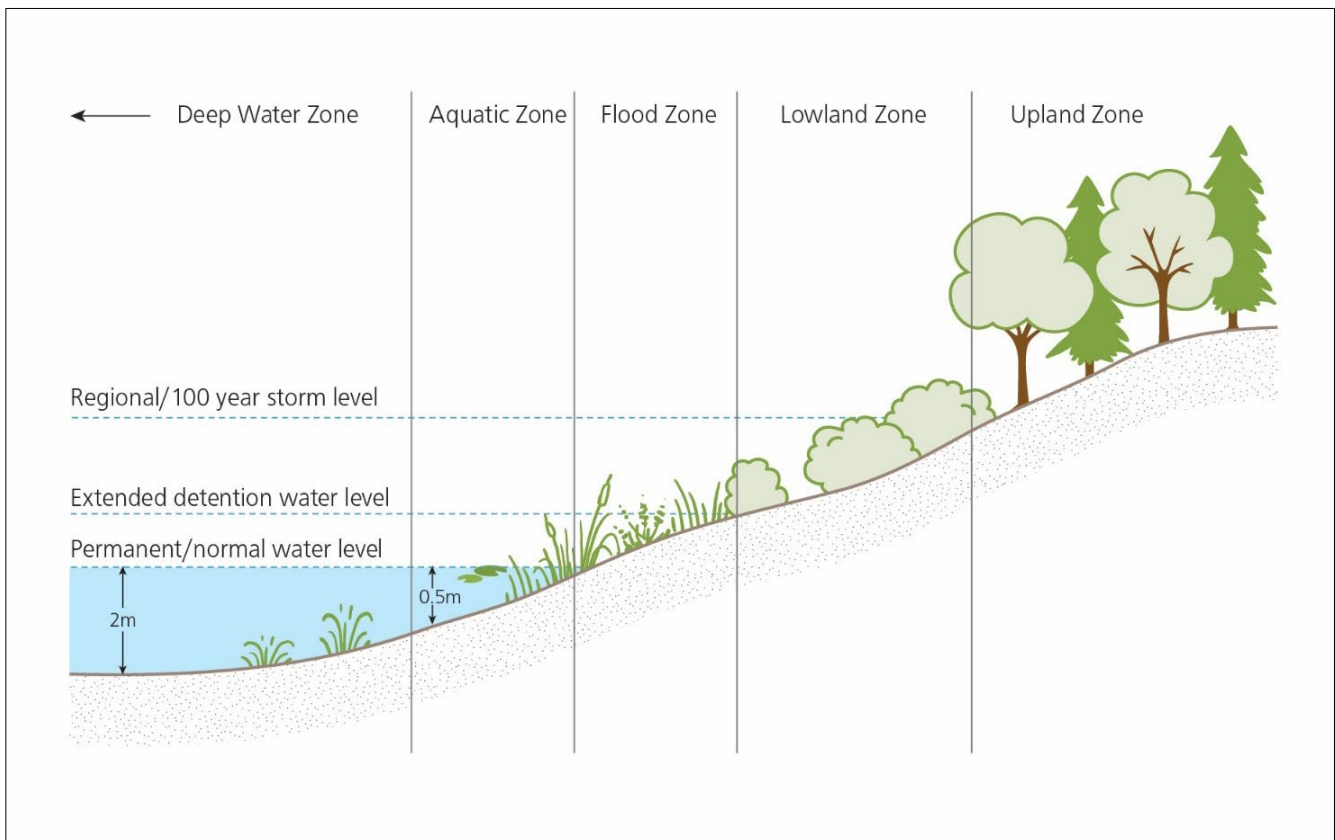 Deep Water Zone
Aquatic Zone
Flood Zone
Lowland Zone
Upland Zone
Regional/100 year storm level
Extended detention water level
Permanent/normal water level
2m
0.5m